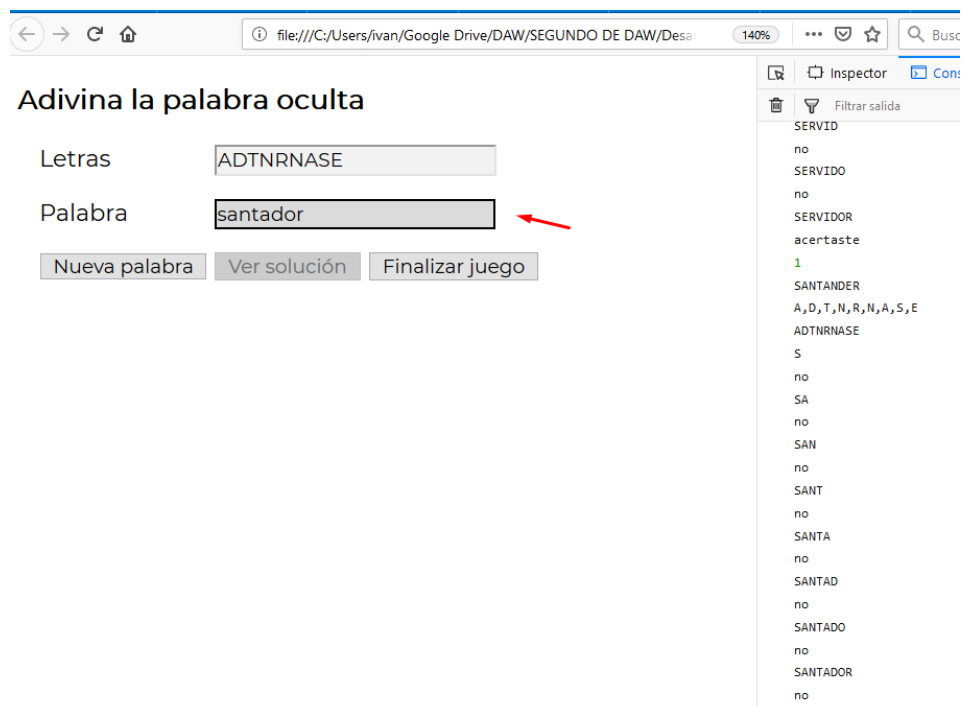 file:///C:/Users/ivan/Google Drive/DAW/SEGUNDO DE DAW/Desa
140%
Busc
Inspector
Cons
Filtrar salida
Adivina la palabra oculta
Letras ADTNRNASE
Palabra santador
Nueva palabra Ver solución Finalizar juego
SERVID
no
SERVIDO
no
SERVIDOR
acertaste
1
SANTANDER
A,D,T,N,R,N,A,S,E
ADTNRNASE
S
no
SA
no
SAN
no
SANT
no
SANTA
no
SANTAD
no
SANTADO
no
SANTADOR
no